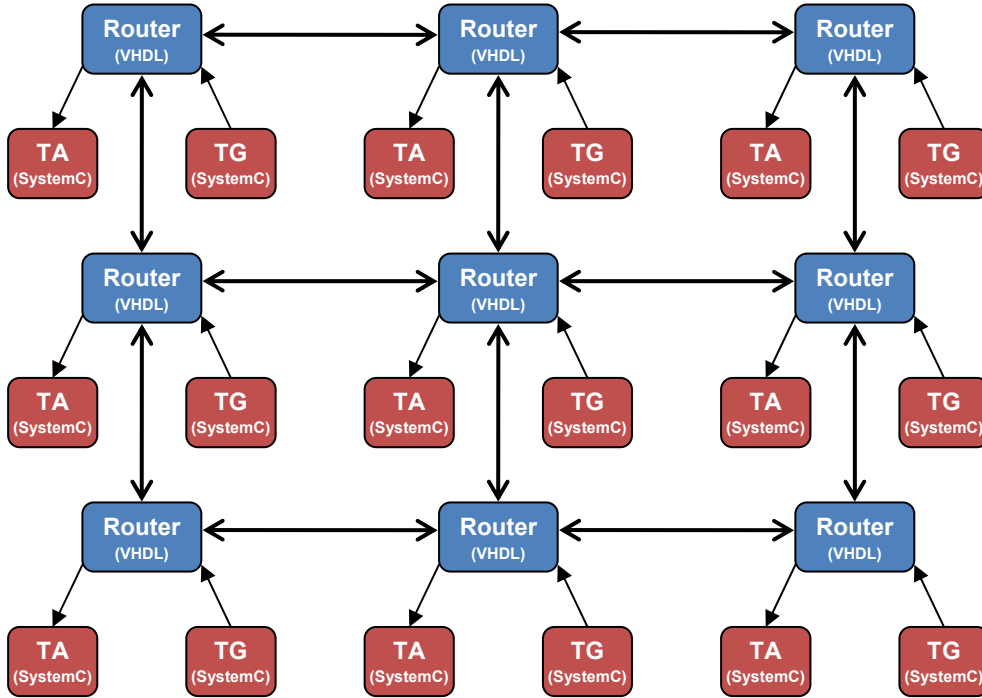 Router
(VHDL)
Router
(VHDL)
Router
(VHDL)
TA
(SystemC)
TG
(SystemC)
TA
(SystemC)
TG
(SystemC)
TA
(SystemC)
TG
(SystemC)
Router
(VHDL)
Router
(VHDL)
Router
(VHDL)
TA
(SystemC)
TG
(SystemC)
TA
(SystemC)
TG
(SystemC)
TA
(SystemC)
TG
(SystemC)
Router
(VHDL)
Router
(VHDL)
Router
(VHDL)
TA
(SystemC)
TG
(SystemC)
TA
(SystemC)
TG
(SystemC)
TA
(SystemC)
TG
(SystemC)